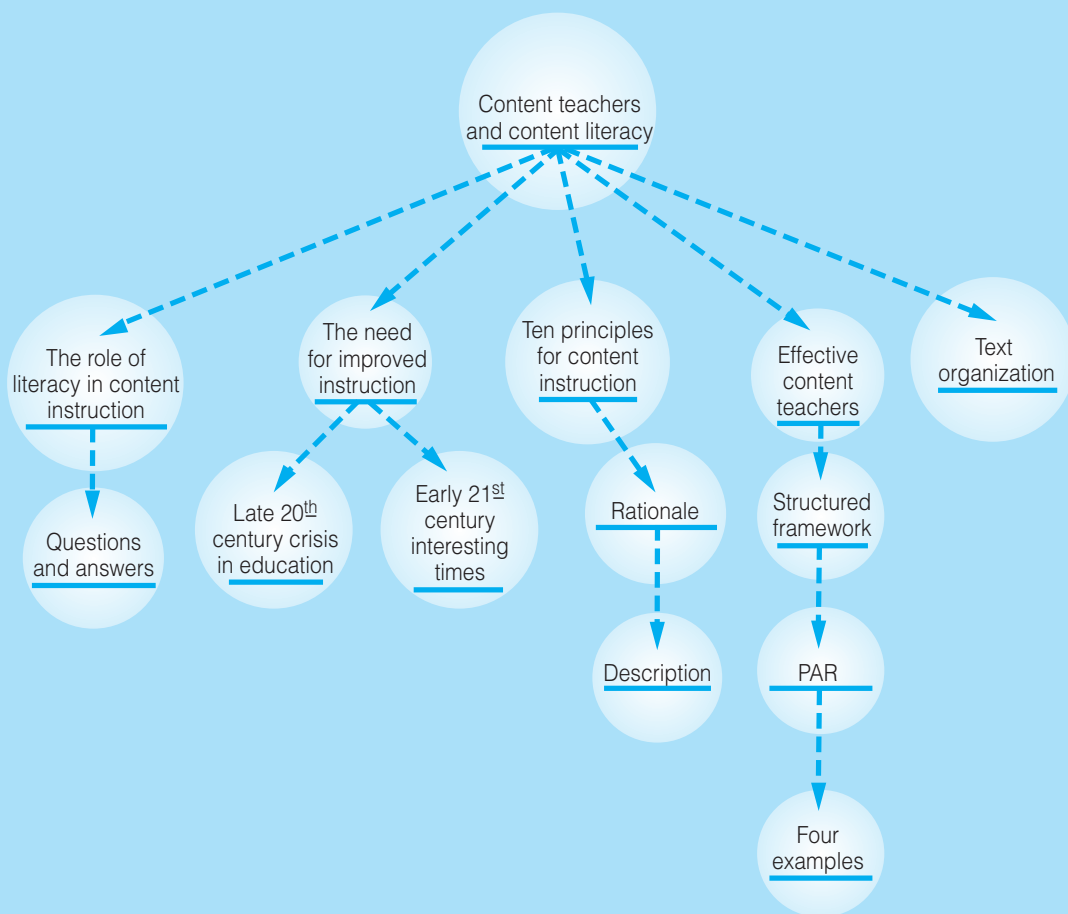 Content teachers
and content literacy
The role of
literacy in content
instruction
The need
for improved
instruction
Ten principles
for content
instruction
Effective
content
teachers
Text
organization
Questions
and answers
Late 20th
century crisis
in education
Early 21st
century
interesting
times
Rationale
Structured
framework
Description
PAR
Four
examples